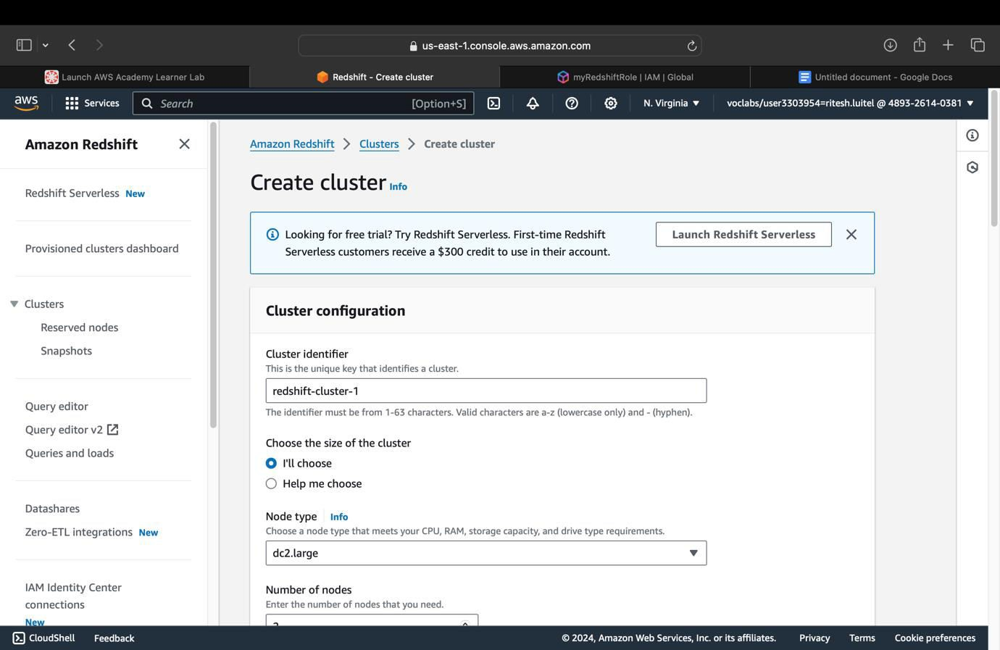 us-east-1.console.aws.amazon.com
Launch AWS Academy Learner Lab
Redshift - Create cluster
myRedshiftRole | IAM | Global
Untitled document - Google Docs
aws
Services
Search
[Option+S]
N. Virginia
voclabs/user3303954=ritesh.luitel @ 4893-2614-0381
Amazon Redshift
Redshift Serverless New
Provisioned clusters dashboard
Clusters
Reserved nodes
Snapshots
Query editor
Query editor v2
Queries and loads
Datashares
Zero-ETL integrations New
IAM Identity Center
connections
New
Amazon Redshift > Clusters > Create cluster
Create cluster Info
Looking for free trial? Try Redshift Serverless. First-time Redshift
Serverless customers receive a $300 credit to use in their account.
Launch Redshift Serverless
Cluster configuration
Cluster identifier
This is the unique key that identifies a cluster.
redshift-cluster-1
The identifier must be from 1-63 characters. Valid characters are a-z (lowercase only) and - (hyphen).
Choose the size of the cluster
I'll choose
Help me choose
Node type Info
Choose a node type that meets your CPU, RAM, storage capacity, and drive type requirements.
dc2.large
Number of nodes
Enter the number of nodes that you need.
CloudShell
Feedback
© 2024, Amazon Web Services, Inc. or its affiliates.
Privacy
Terms
Cookie preferences